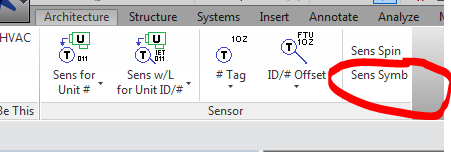 Architecture Structure Systems Insert Annotate Analyze
HVAC
U
T 011
U
T IET 011
1OZ
T
FTU
1OZ
T
Sens for
Unit #
Sens w/L
for Unit ID/#
# Tag
ID/# Offset
Sens Spin
Sens Symb
Be This
Sensor